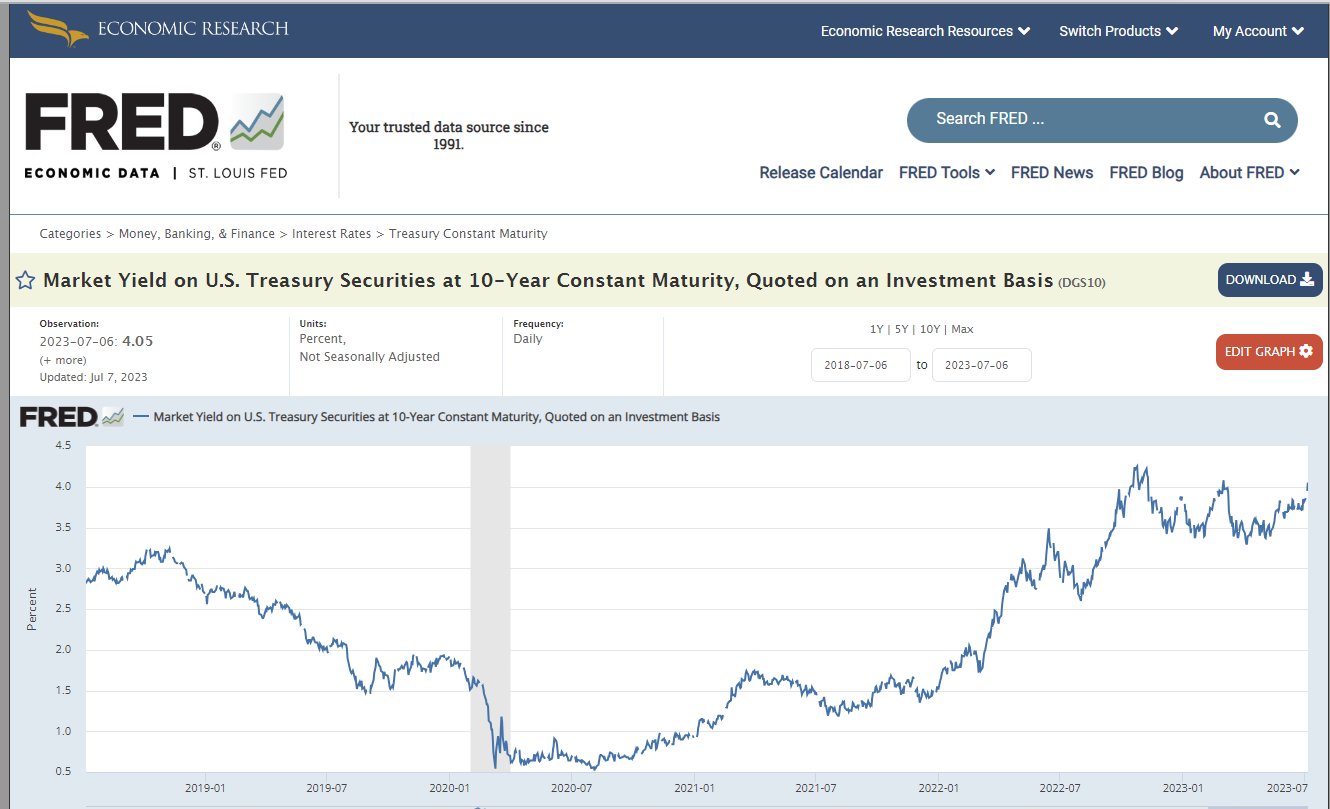 ECONOMIC RESEARCH
Economic Research Resources Switch Products My Account
FRED®
ECONOMIC DATA | ST. LOUIS FED
Your trusted data source since
1991.
Search FRED ...
Release Calendar FRED Tools FRED News FRED Blog About FRED
Categories > Money, Banking, & Finance > Interest Rates > Treasury Constant Maturity
Market Yield on U.S. Treasury Securities at 10-Year Constant Maturity, Quoted on an Investment Basis (DGS10)
DOWNLOAD
Observation:
2023-07-06: 4.05
(+ more)
Updated: Jul 7, 2023
Units:
Percent,
Not Seasonally Adjusted
Frequency:
Daily
1Y | 5Y | 10Y | Max
2018-07-06 to 2023-07-06
EDIT GRAPH
FRED
Market Yield on U.S. Treasury Securities at 10-Year Constant Maturity, Quoted on an Investment Basis
Percent
4.5
4.0
3.5
3.0
2.5
2.0
1.5
1.0
0.5
2019-01 2019-07 2020-01 2020-07 2021-01 2021-07 2022-01 2022-07 2023-01 2023-07